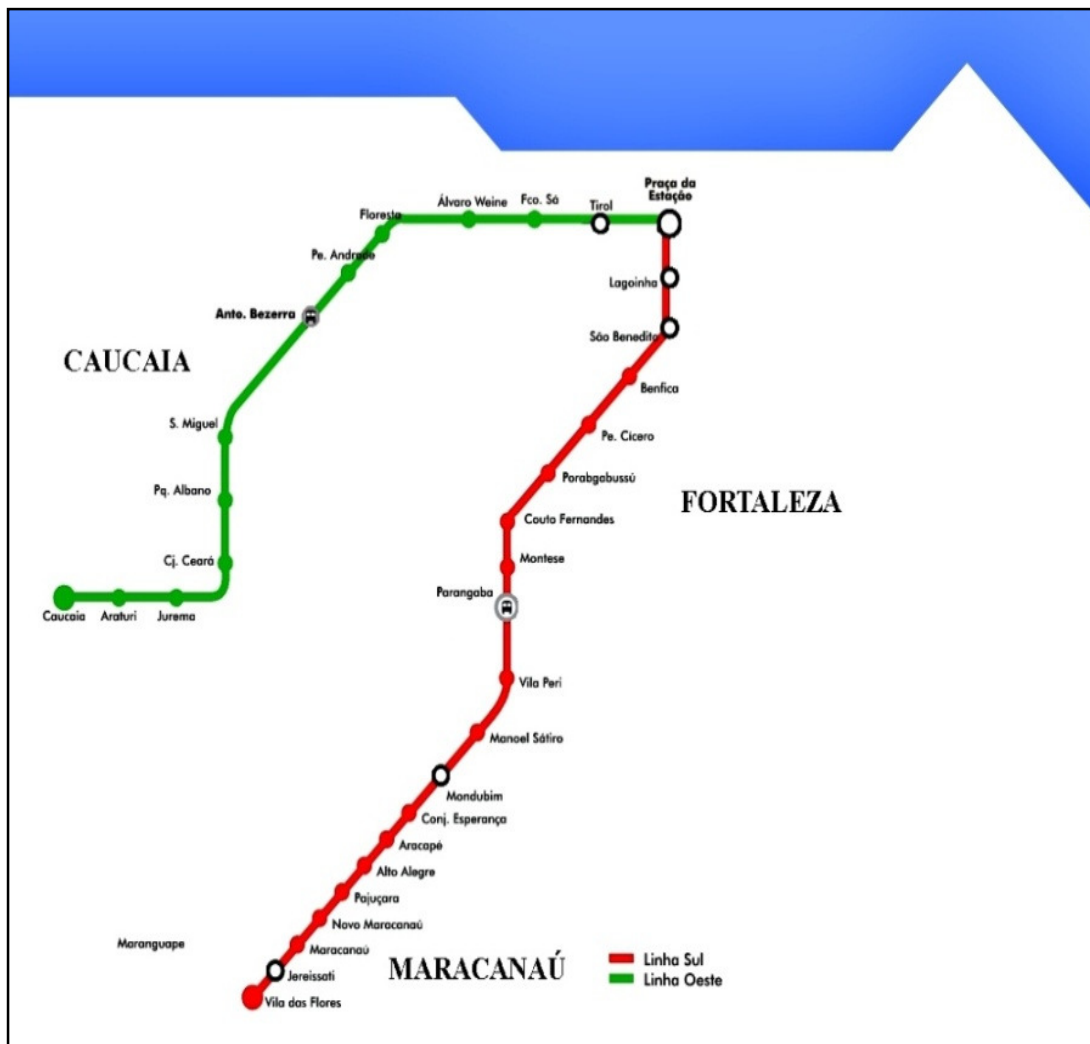 Praça da
Estação
Tirol
Fco. Sá
Álvaro Weine
Floresta
Pe. Andrade
Anto. Bezerra
CAUCAIA
S. Miguel
Pq. Albano
Cj. Ceará
Caucaia
Araturi
Jurema
Lagoinha
São Benedito
Benfica
Pe. Cícero
Porabgabussú
FORTALEZA
Couto Fernandes
Montese
Parangaba
Vila Peri
Manoel Sátiro
Mondubim
Conj. Esperança
Aracapé
Alto Alegre
Pajuçara
Novo Maracanaú
Maranguape
Maracanaú
MARACANAÚ
Jereissati
Vila das Flores
Linha Sul
Linha Oeste